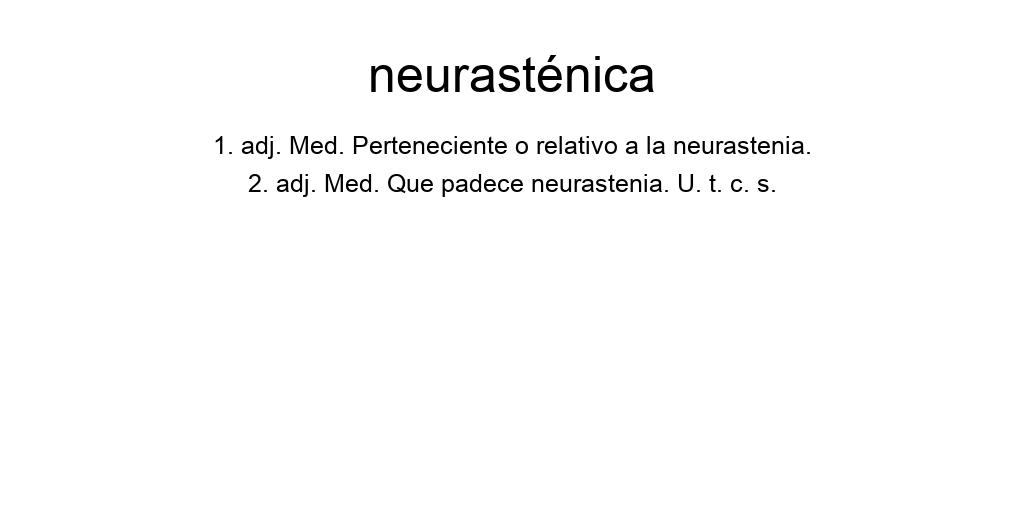 neurasténica
1. adj. Med. Perteneciente o relativo a la neurastenia.
2. adj. Med. Que padece neurastenia. U. t. c. s.